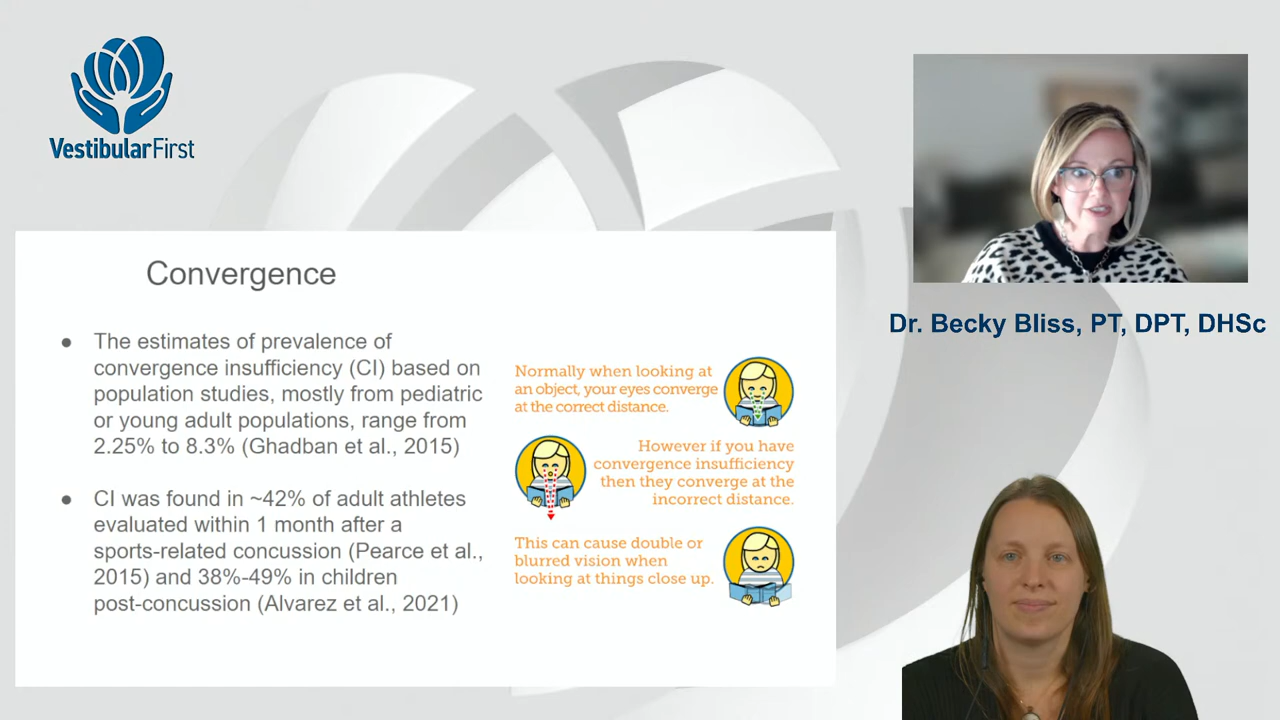 VestibularFirst
Convergence
● The estimates of prevalence of
convergence insufficiency (CI) based on
population studies, mostly from pediatric
or young adult populations, range from
2.25% to 8.3% (Ghadban et al., 2015)
● CI was found in ~42% of adult athletes
evaluated within 1 month after a
sports-related concussion (Pearce et al.,
2015) and 38%-49% in children
post-concussion (Alvarez et al., 2021)
Normally when looking at
an object, your eyes converge
at the correct distance.
However if you have
convergence insufficiency
then they converge at the
incorrect distance.
This can cause double or
blurred vision when
looking at things close up.
Dr. Becky Bliss, PT, DPT, DHSc